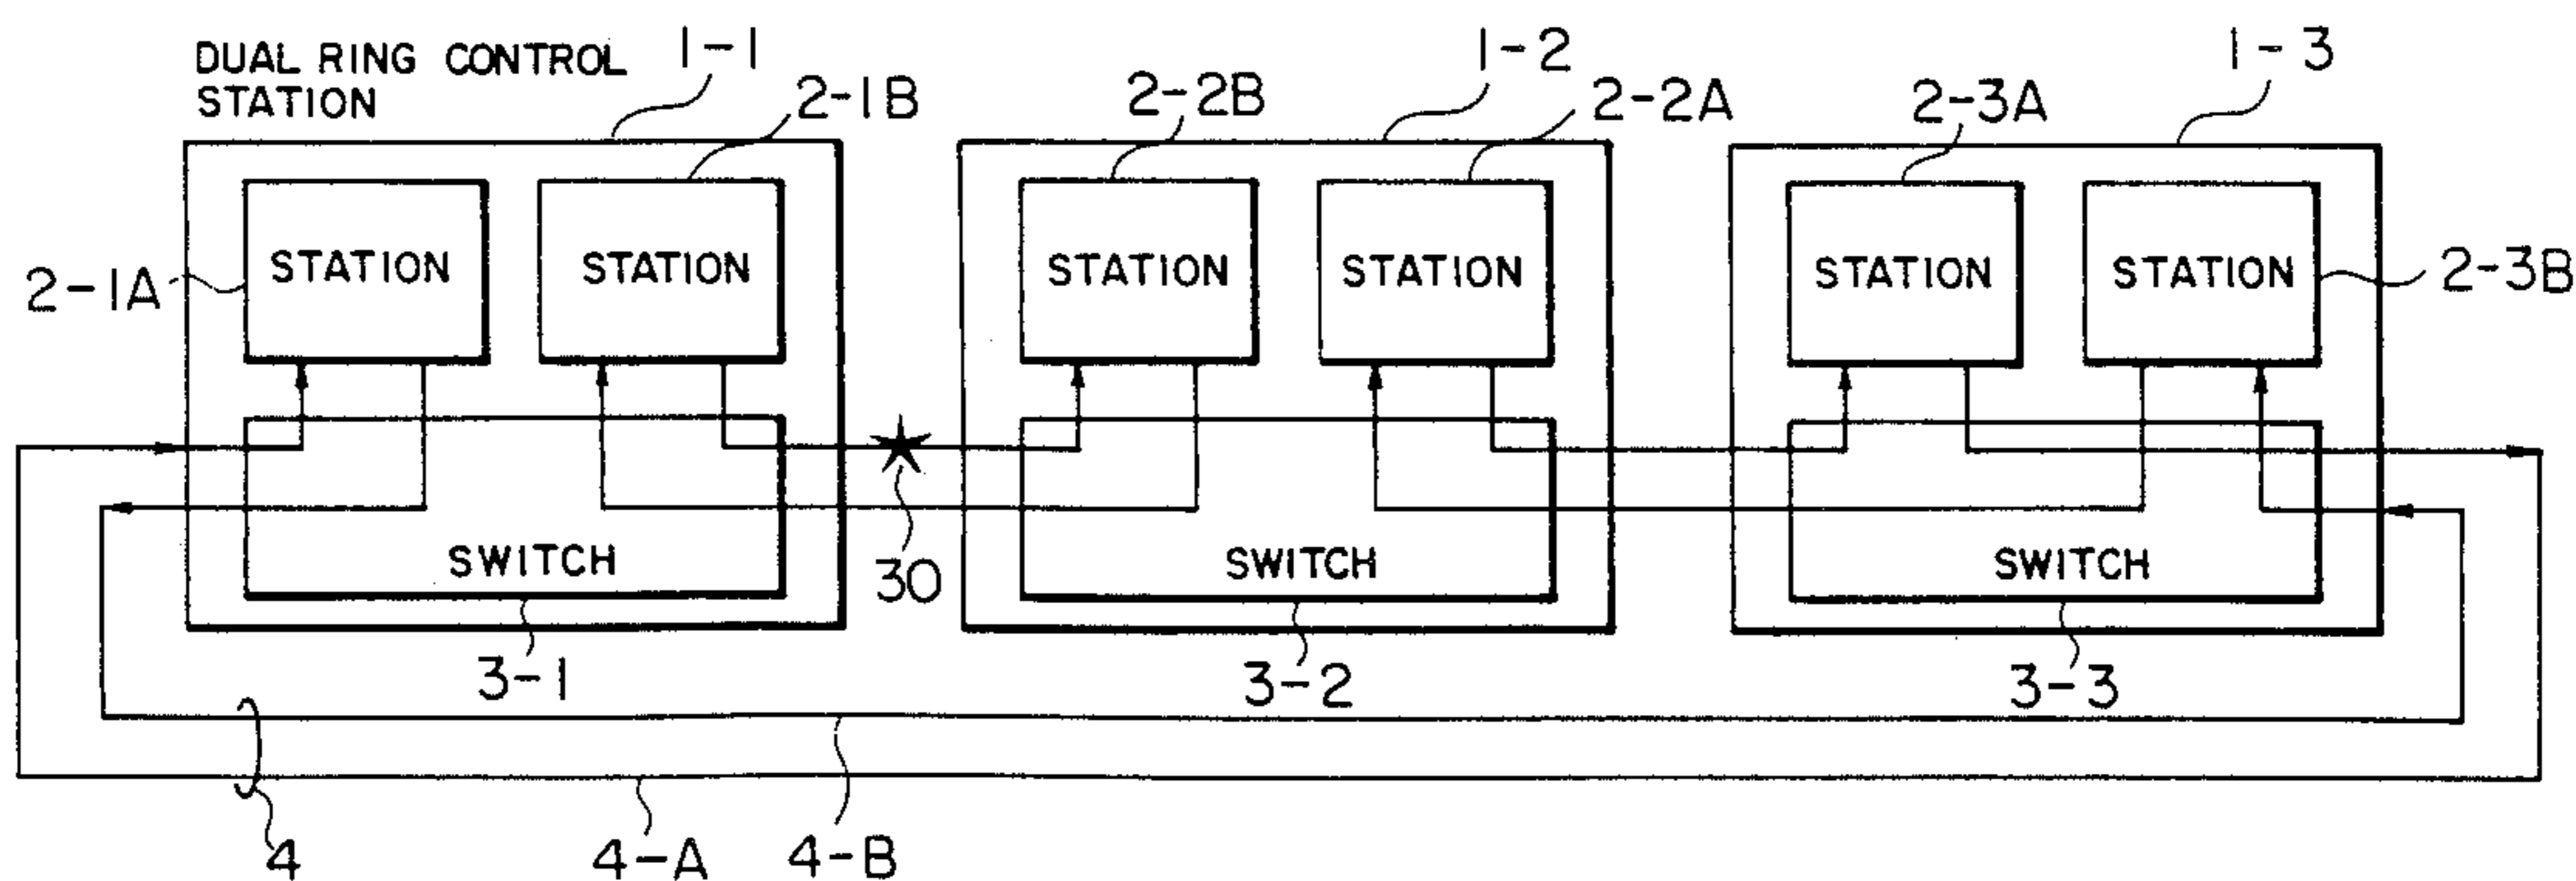 DUAL RING CONTROL
STATION
1-1
2-1B
2-2B
1-2
2-2A
2-3A
1-3
2-1A
STATION
STATION
STATION
STATION
STATION
STATION
2-3B
30
SWITCH
SWITCH
SWITCH
3-1
3-2
3-3
4
4-A
4-B